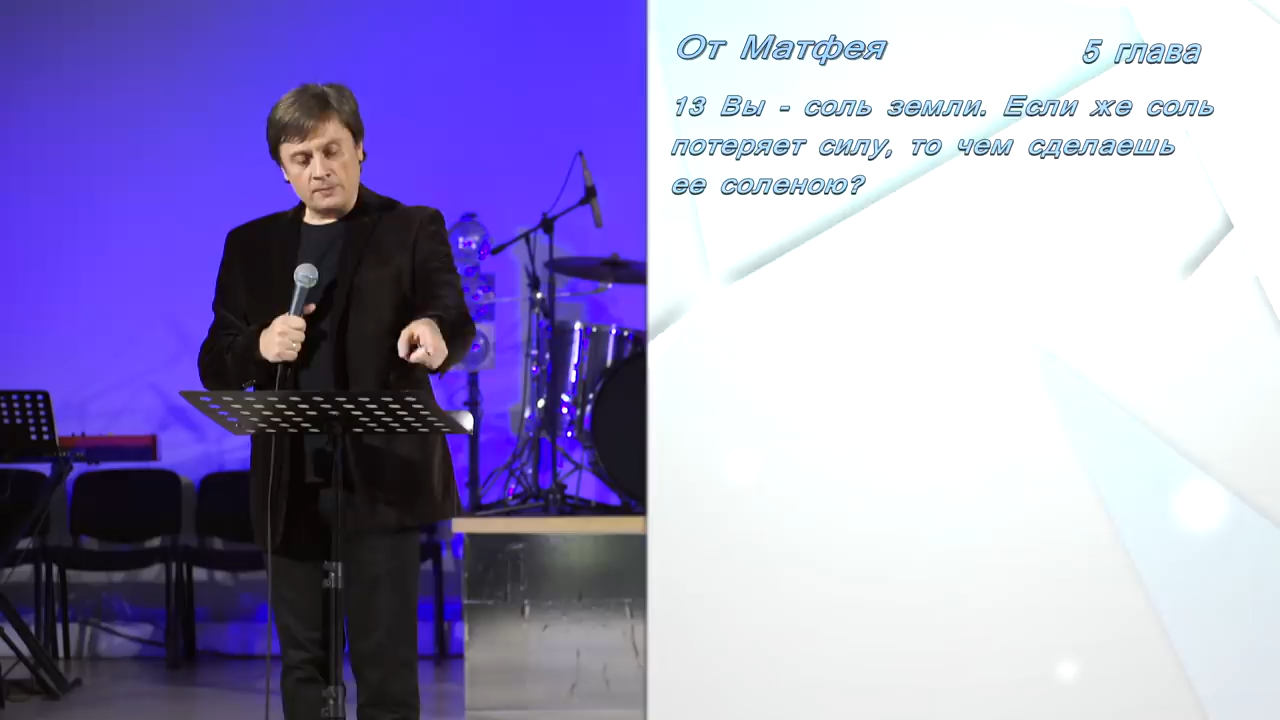 От Матфея 5 глава
13 Вы - соль земли. Если же соль
потеряет силу, то чем сделаешь
ее соленою?